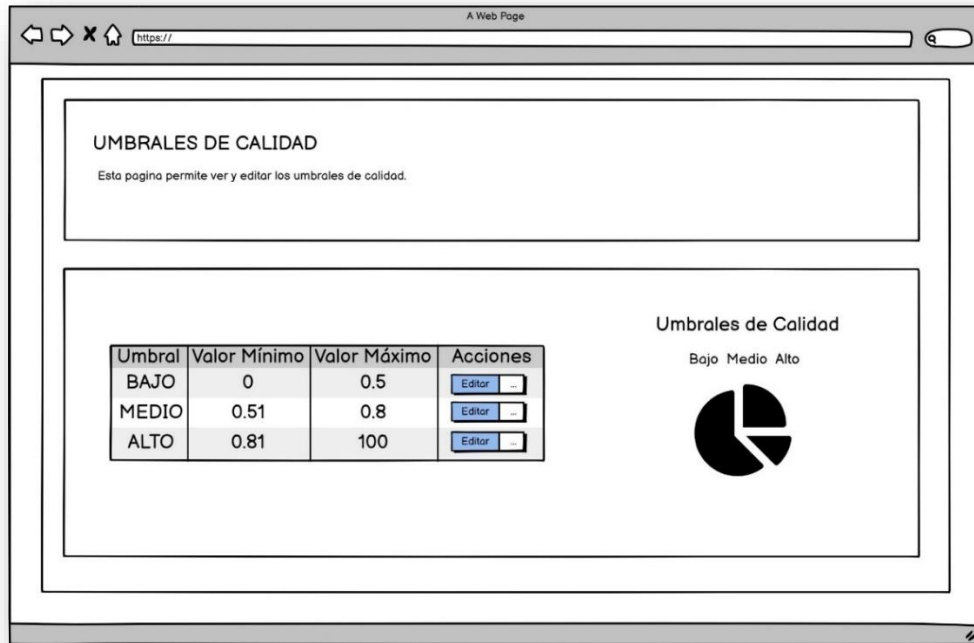 A Web Page
https://
UMBRALES DE CALIDAD
Esta pagina permite ver y editar los umbrales de calidad.
Umbrales de Calidad
Bajo Medio Alto
Umbral Valor Mínimo Valor Máximo Acciones
BAJO 0 0.5 Editar ...
MEDIO 0.51 0.8 Editar ...
ALTO 0.81 100 Editar ...